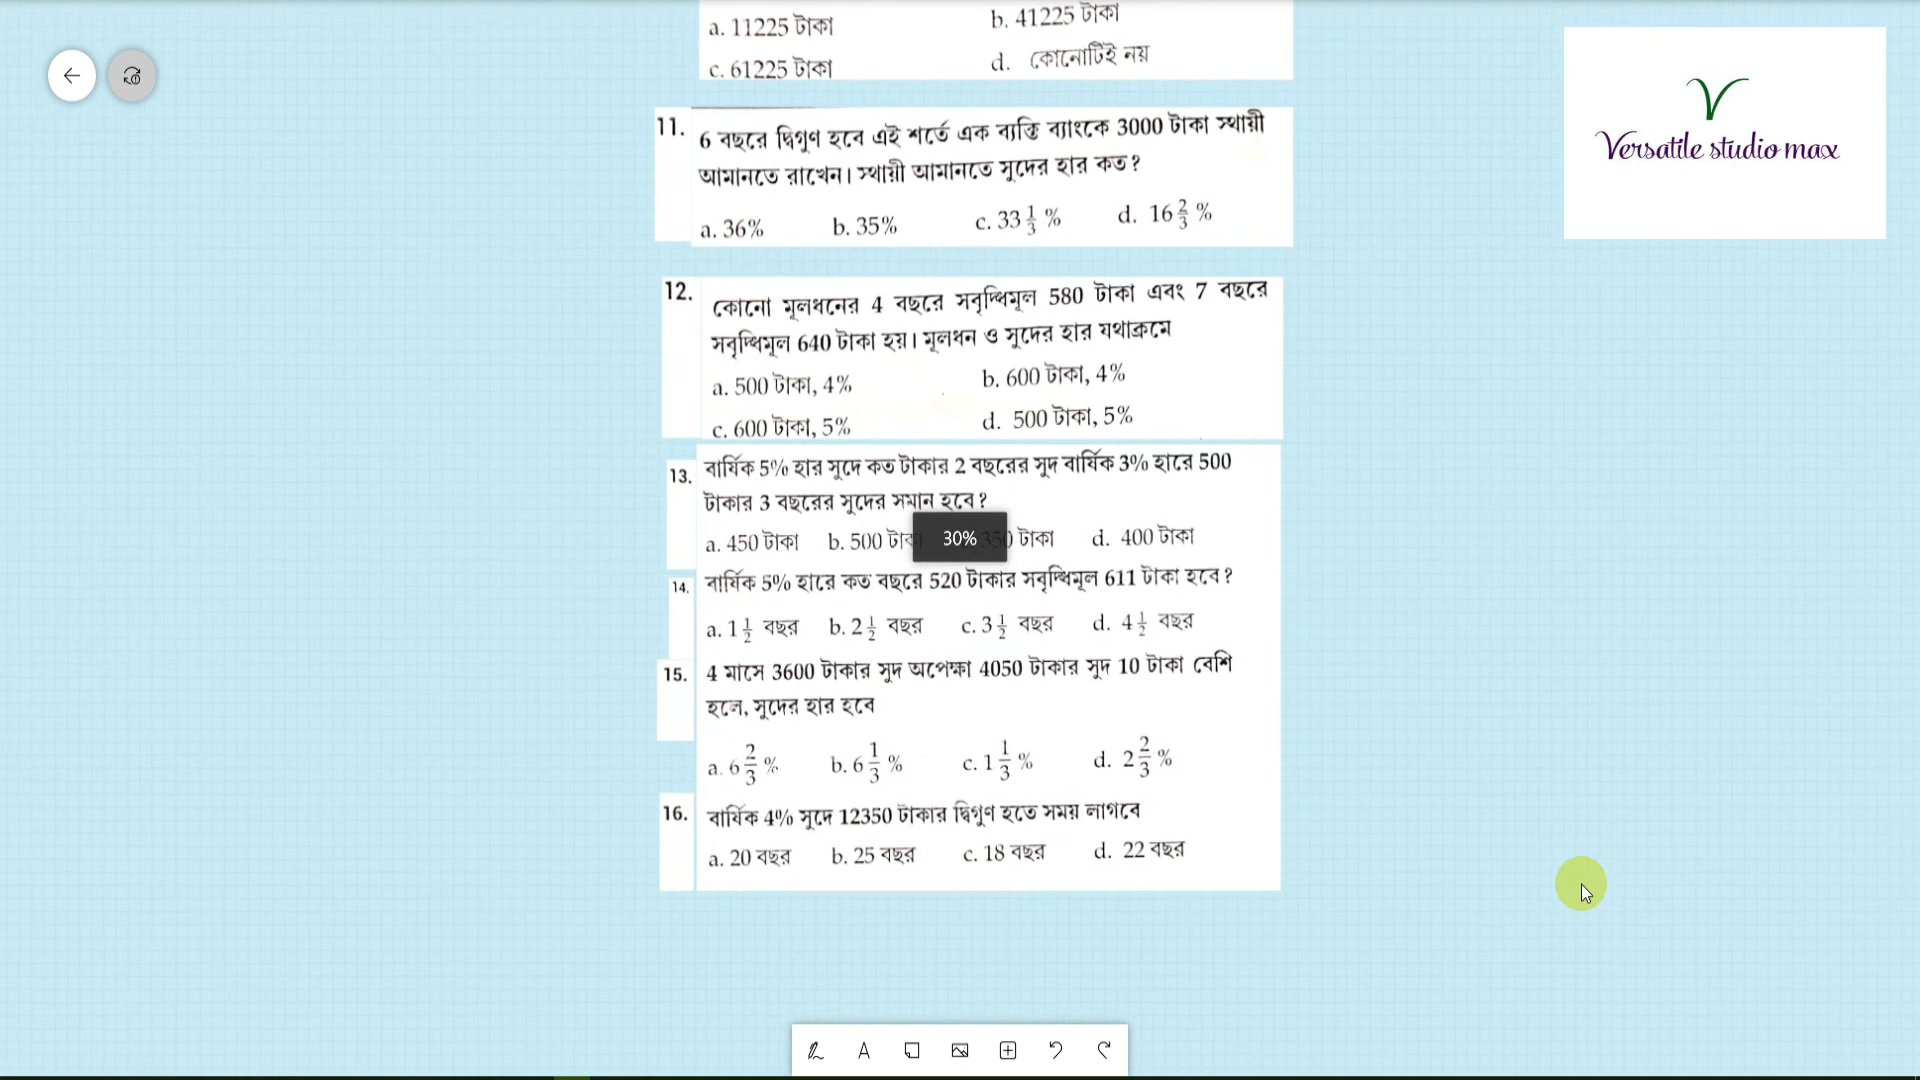 a. 11225 টাকা b. 41225 টাকা
c. 61225 টাকা d. কোনোটিই নয়
Versatile studio max
11. 6 বছরে দ্বিগুণ হবে এই শর্তে এক ব্যক্তি ব্যাংকে 3000 টাকা স্থায়ী
আমানতে রাখেন। স্থায়ী আমানতে সুদের হার কত?
a. 36% b. 35% c. 33 1/3 % d. 16 2/3 %
12. কোনো মূলধনের 4 বছরে সবৃদ্ধিমূল 580 টাকা এবং 7 বছরে
সবৃদ্ধিমূল 640 টাকা হয়। মূলধন ও সুদের হার যথাক্রমে
a. 500 টাকা, 4% b. 600 টাকা, 4%
c. 600 টাকা, 5% d. 500 টাকা, 5%
13. বার্ষিক 5% হার সুদে কত টাকার 2 বছরের সুদ বার্ষিক 3% হারে 500
টাকার 3 বছরের সুদের সমান হবে?
a. 450 টাকা b. 500 30% টাকা d. 400 টাকা
14. বার্ষিক 5% হারে কত বছরে 520 টাকার সবৃদ্ধিমূল 611 টাকা হবে?
a. 1 1/2 বছর b. 2 1/2 বছর c. 3 1/2 বছর d. 4 1/2 বছর
15. 4 মাসে 3600 টাকার সুদ অপেক্ষা 4050 টাকার সুদ 10 টাকা বেশি
হলে, সুদের হার হবে
a. 6 2/3 % b. 6 1/3 % c. 1 1/3 % d. 2 2/3 %
16. বার্ষিক 4% সুদে 12350 টাকার দ্বিগুণ হতে সময় লাগবে
a. 20 বছর b. 25 বছর c. 18 বছর d. 22 বছর